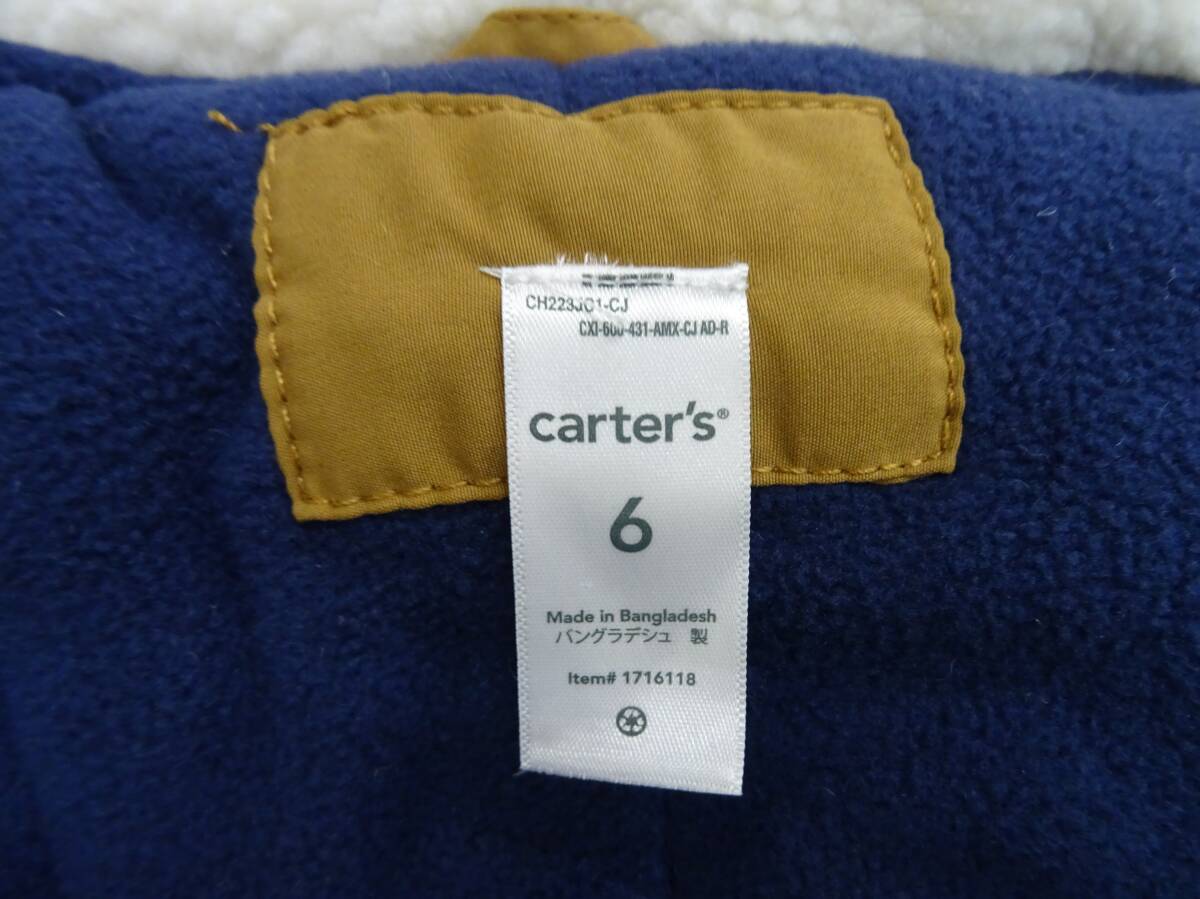 CH223JC1-CJ
CXI-600-431-AMX-CJ AD-R
carter's®
6
Made in Bangladesh
バングラデシュ 製
Item# 1716118